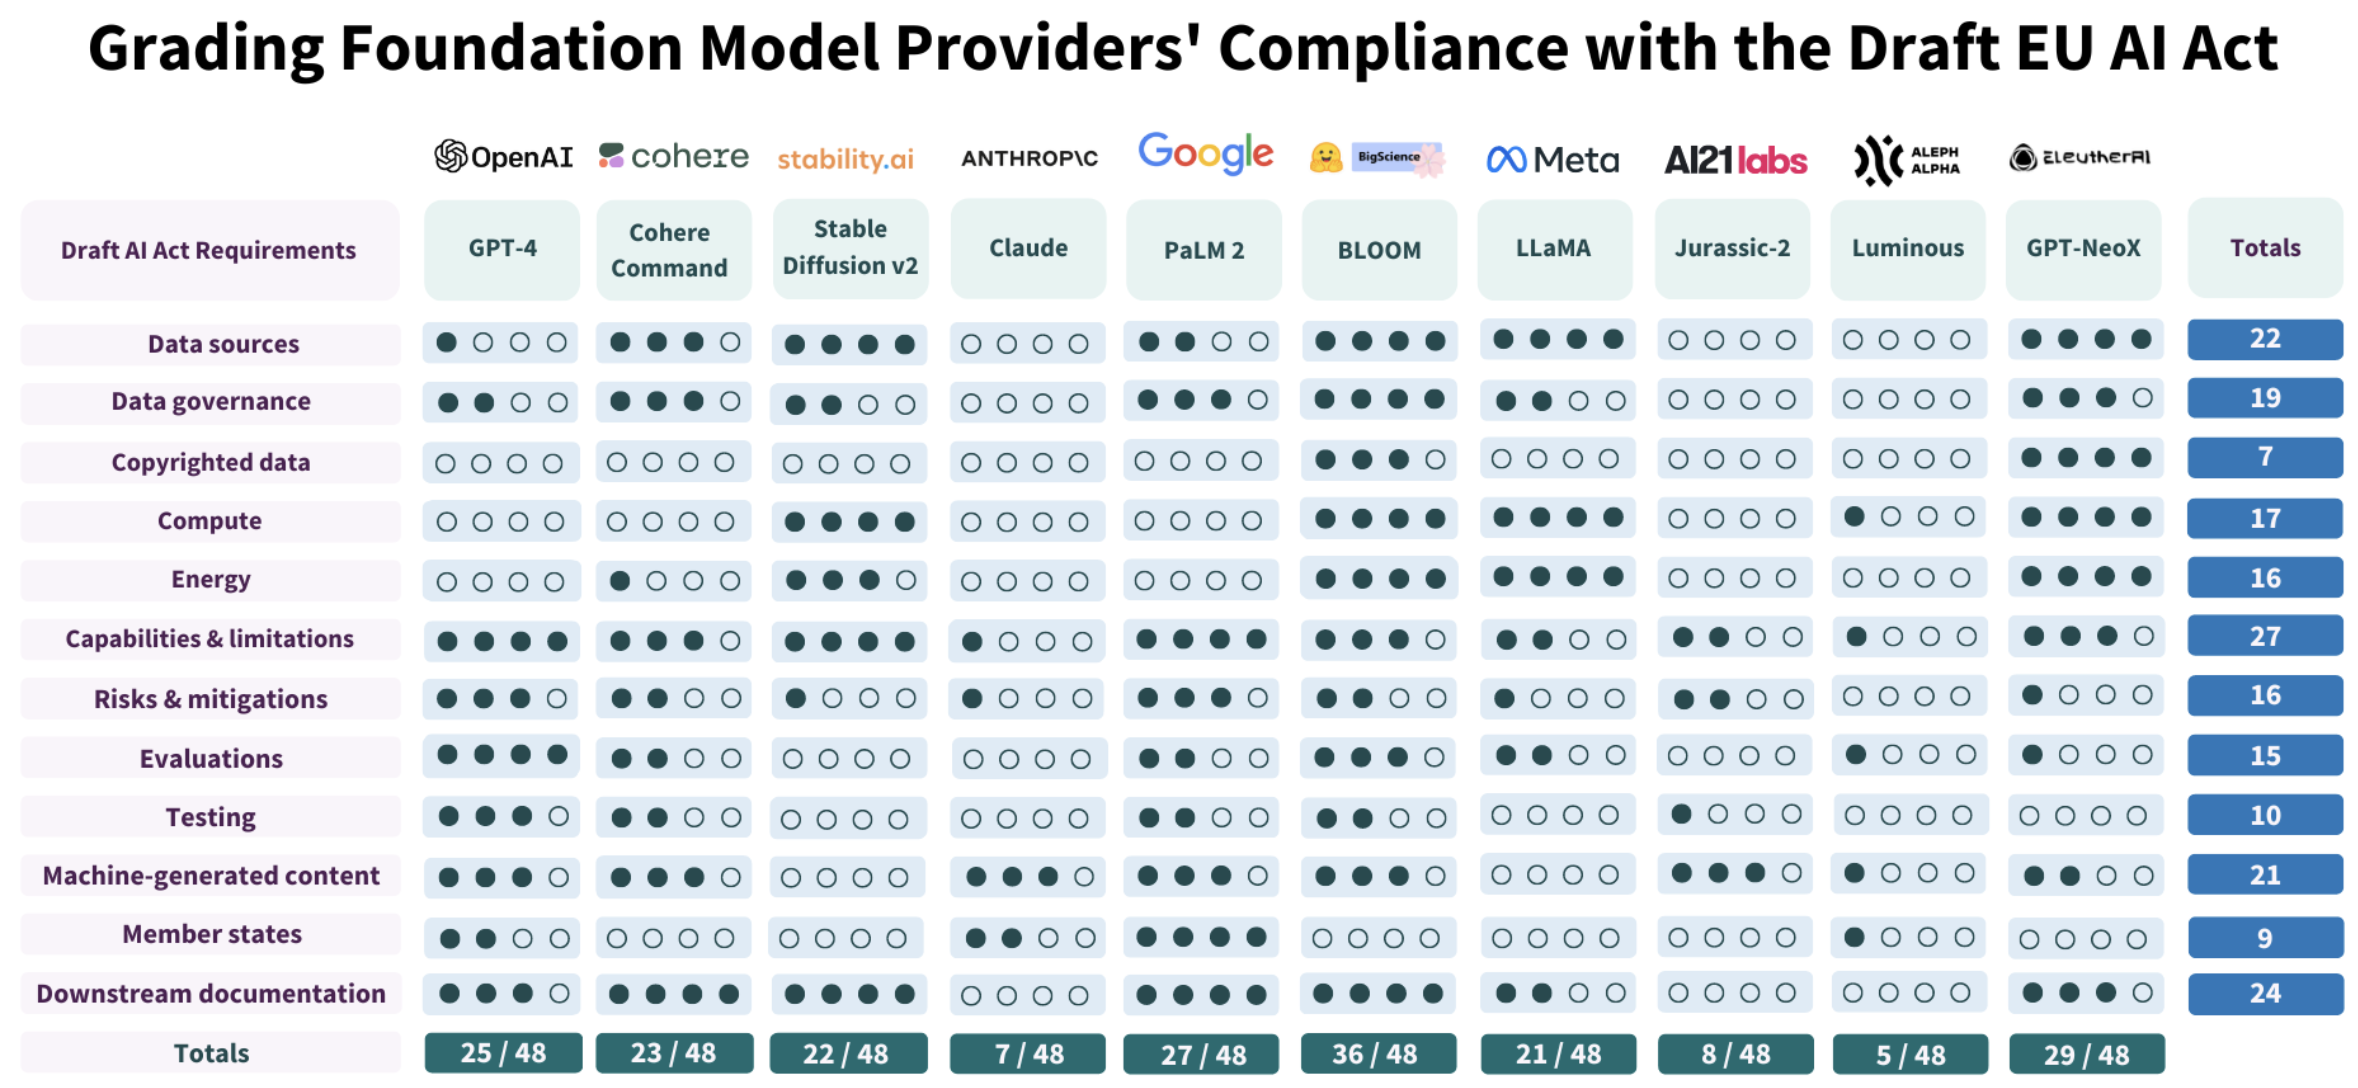 Grading Foundation Model Providers' Compliance with the Draft EU AI Act
OpenAI cohere stability.ai ANTHROP\C Google BigScience Meta AI21labs ALEPH ALPHA EleutherAI
Draft AI Act Requirements GPT-4 Cohere Command Stable Diffusion v2 Claude PaLM 2 BLOOM LLaMA Jurassic-2 Luminous GPT-NeoX Totals
Data sources 22
Data governance 19
Copyrighted data 7
Compute 17
Energy 16
Capabilities & limitations 27
Risks & mitigations 16
Evaluations 15
Testing 10
Machine-generated content 21
Member states 9
Downstream documentation 24
Totals 25 / 48 23 / 48 22 / 48 7 / 48 27 / 48 36 / 48 21 / 48 8 / 48 5 / 48 29 / 48